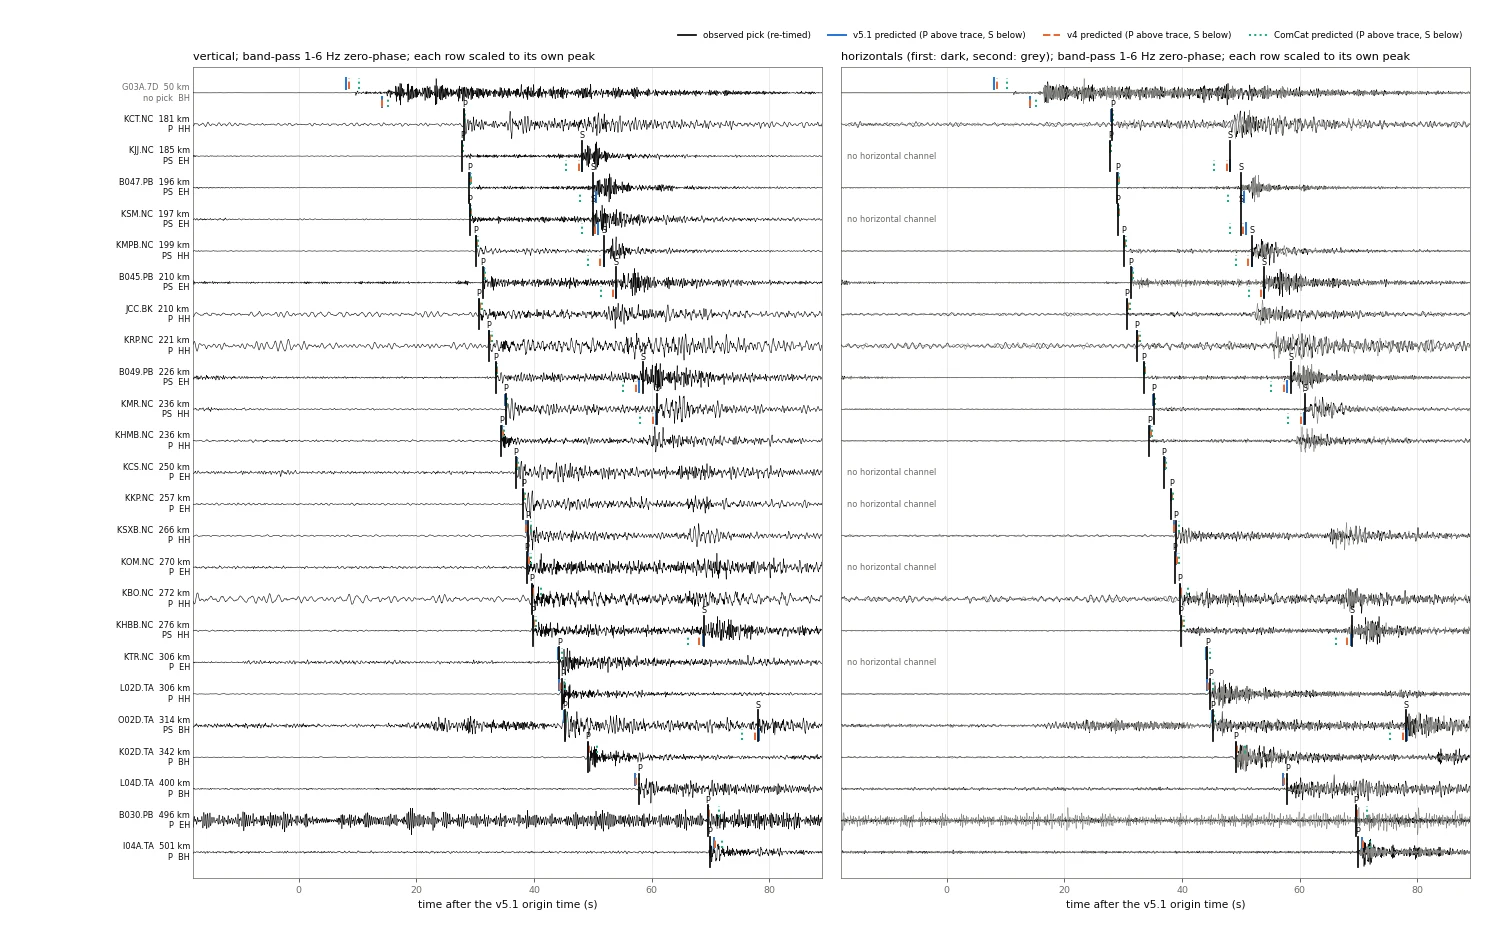 observed pick (re-timed)
v5.1 predicted (P above trace, S below)
v4 predicted (P above trace, S below)
ComCat predicted (P above trace, S below)
vertical; band-pass 1-6 Hz zero-phase; each row scaled to its own peak
horizontals (first: dark, second: grey); band-pass 1-6 Hz zero-phase; each row scaled to its own peak
G03A.7D 50 km
no pick BH
KCT.NC 181 km
P HH
KJJ.NC 185 km
PS EH
no horizontal channel
B047.PB 196 km
PS EH
KSM.NC 197 km
PS EH
no horizontal channel
KMPB.NC 199 km
PS HH
B045.PB 210 km
PS EH
JCC.BK 210 km
P HH
KRP.NC 221 km
P HH
B049.PB 226 km
PS EH
KMR.NC 236 km
PS HH
KHMB.NC 236 km
P HH
KCS.NC 250 km
P EH
no horizontal channel
KKP.NC 257 km
P EH
no horizontal channel
KSXB.NC 266 km
P HH
KOM.NC 270 km
P EH
no horizontal channel
KBO.NC 272 km
P HH
KHBB.NC 276 km
PS HH
KTR.NC 306 km
P EH
no horizontal channel
L02D.TA 306 km
P HH
O02D.TA 314 km
PS BH
K02D.TA 342 km
P BH
L04D.TA 400 km
P BH
B030.PB 496 km
P EH
I04A.TA 501 km
P BH
0 20 40 60 80
0 20 40 60 80
time after the v5.1 origin time (s)
time after the v5.1 origin time (s)